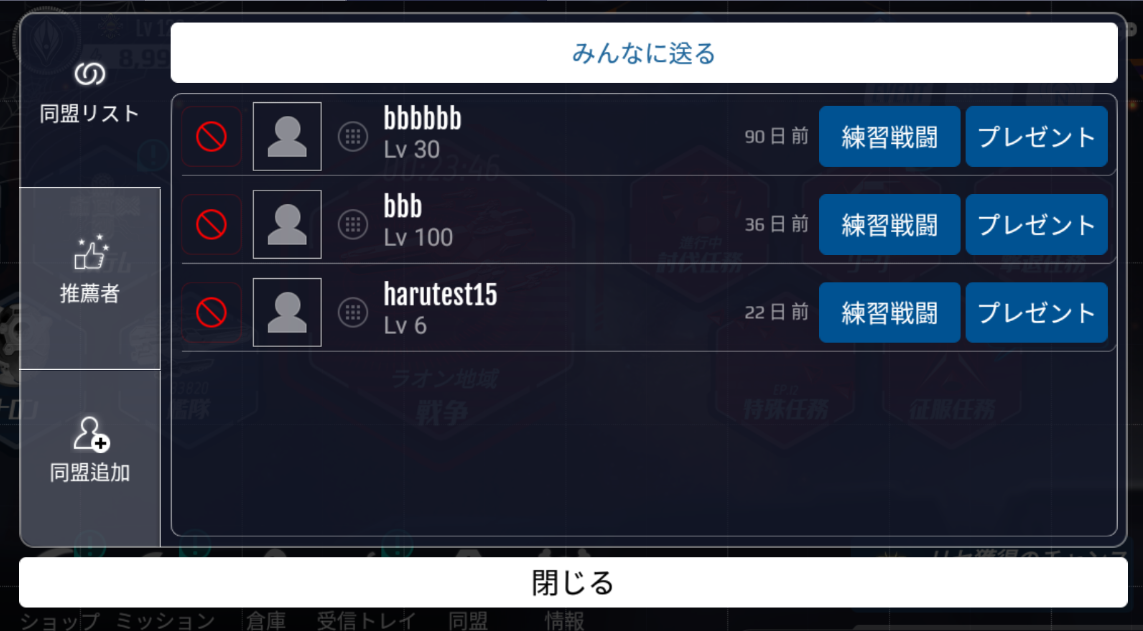 みんなに送る
同盟リスト
bbbbbb
Lv 30
90 日 前
練習戦闘
プレゼント
bbb
Lv 100
36 日 前
練習戦闘
プレゼント
推薦者
harutest15
Lv 6
22 日 前
練習戦闘
プレゼント
ラオン地域
戦争
艦隊
特殊任務
征服任務
同盟追加
閉じる
ショップ
ミッション
倉庫
受信トレイ
同盟
情報